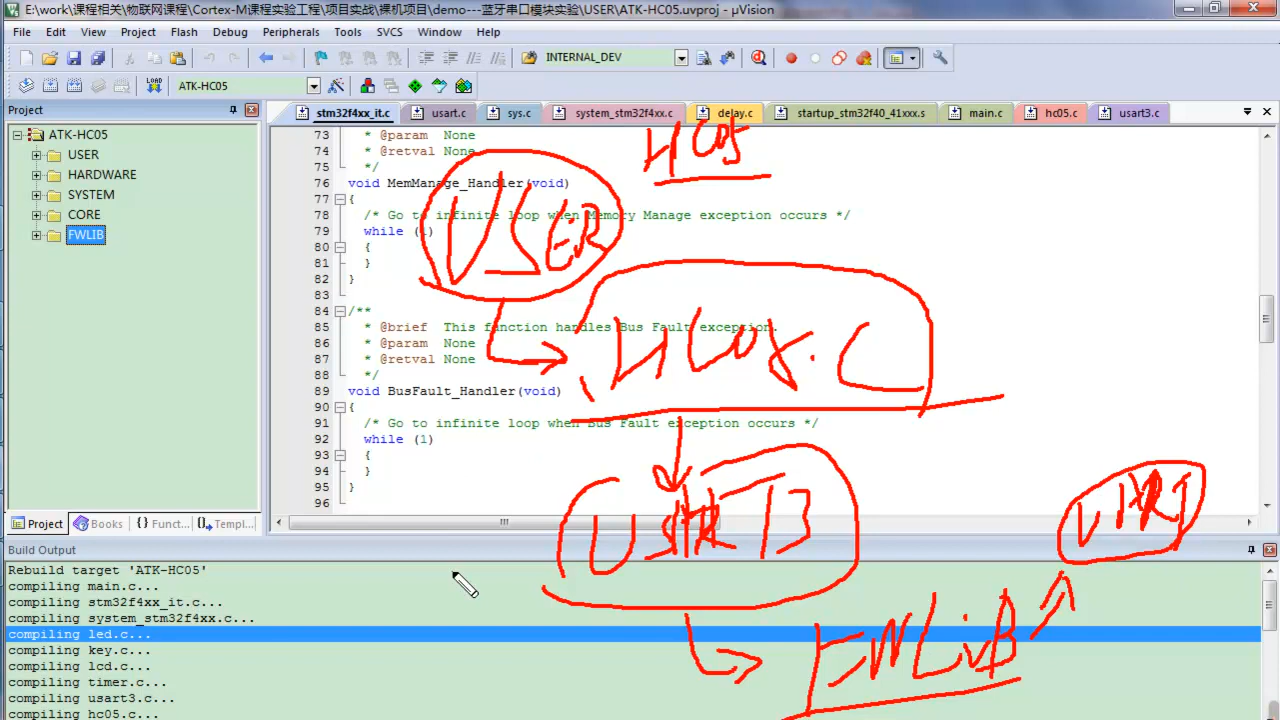 E:\work\课程相关\物联网课程\Cortex-M课程实验工程\项目实战\裸机项目\demo---蓝牙串口模块实验\USER\ATK-HC05.uvproj - µVision
File Edit View Project Flash Debug Peripherals Tools SVCS Window Help
INTERNAL_DEV
LOAD ATK-HC05
Project
stm32f4xx_it.c usart.c sys.c system_stm32f4xx.c delay.c startup_stm32f40_41xxx.s main.c hc05.c usart3.c
ATK-HC05
USER
HARDWARE
SYSTEM
CORE
FWLIB
73 * @param None
74 * @retval None
75 */
76 void MemManage_Handler(void)
77 {
78 /* Go to infinite loop when Memory Manage exception occurs */
79 while (1)
80 {
81 }
82 }
83
84 /**
85 * @brief This function handles Bus Fault exception.
86 * @param None
87 * @retval None
88 */
89 void BusFault_Handler(void)
90 {
91 /* Go to infinite loop when Bus Fault exception occurs */
92 while (1)
93 {
94 }
95 }
96
HC05
USER
HC05.C
UART
Project Books Funct... Templ...
Build Output
Rebuild target 'ATK-HC05'
compiling main.c...
compiling stm32f4xx_it.c...
compiling system_stm32f4xx.c...
compiling led.c...
compiling key.c...
compiling lcd.c...
compiling timer.c...
compiling usart3.c...
compiling hc05.c...